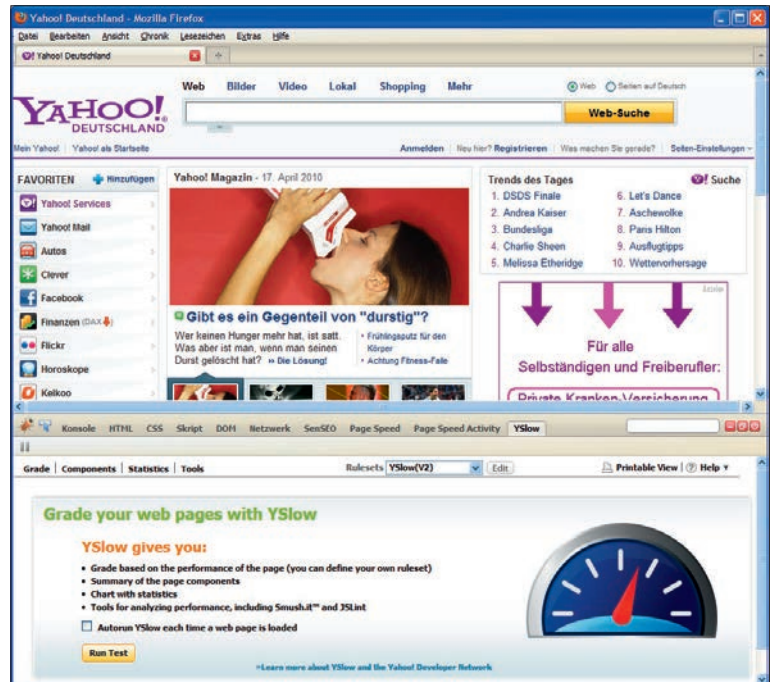 Yahoo! Deutschland - Mozilla Firefox
Datei Bearbeiten Ansicht Chronik Lesezeichen Extras Hilfe
Yahoo! Deutschland
Web Bilder Video Lokal Shopping Mehr
Web Seiten auf Deutsch
YAHOO!
DEUTSCHLAND
Web-Suche
Mein Yahoo! Yahoo! als Startseite
Anmelden Neu hier? Registrieren Was machen Sie gerade? Seiten-Einstellungen
FAVORITEN Hinzufügen
Yahoo! Services
Yahoo! Mail
Autos
Clever
Facebook
Finanzen (DAX)
Flickr
Horoskope
Kelkoo
Yahoo! Magazin - 17. April 2010
Gibt es ein Gegenteil von "durstig"?
Wer keinen Hunger mehr hat, ist satt.
Was aber ist man, wenn man seinen
Durst gelöscht hat? » Die Lösung!
• Frühlingsputz für den
Körper
• Achtung Fitness-Falle
Trends des Tages
Suche
1. DSDS Finale
2. Andrea Kaiser
3. Bundesliga
4. Charlie Sheen
5. Melissa Etheridge
6. Let's Dance
7. Aschewolke
8. Paris Hilton
9. Ausflugtipps
10. Wettervorhersage
Anzeige
Für alle
Selbständigen und Freiberufler:
Private Kranken-Versicherung
Konsole HTML CSS Skript DOM Netzwerk SenSEO Page Speed Page Speed Activity YSlow
Grade | Components | Statistics | Tools
Rulesets YSlow(V2) Edit
Printable View | Help
Grade your web pages with YSlow
YSlow gives you:
• Grade based on the performance of the page (you can define your own ruleset)
• Summary of the page components
• Chart with statistics
• Tools for analyzing performance, including Smush.it™ and JSLint
Autorun YSlow each time a web page is loaded
Run Test
»Learn more about YSlow and the Yahoo! Developer Network